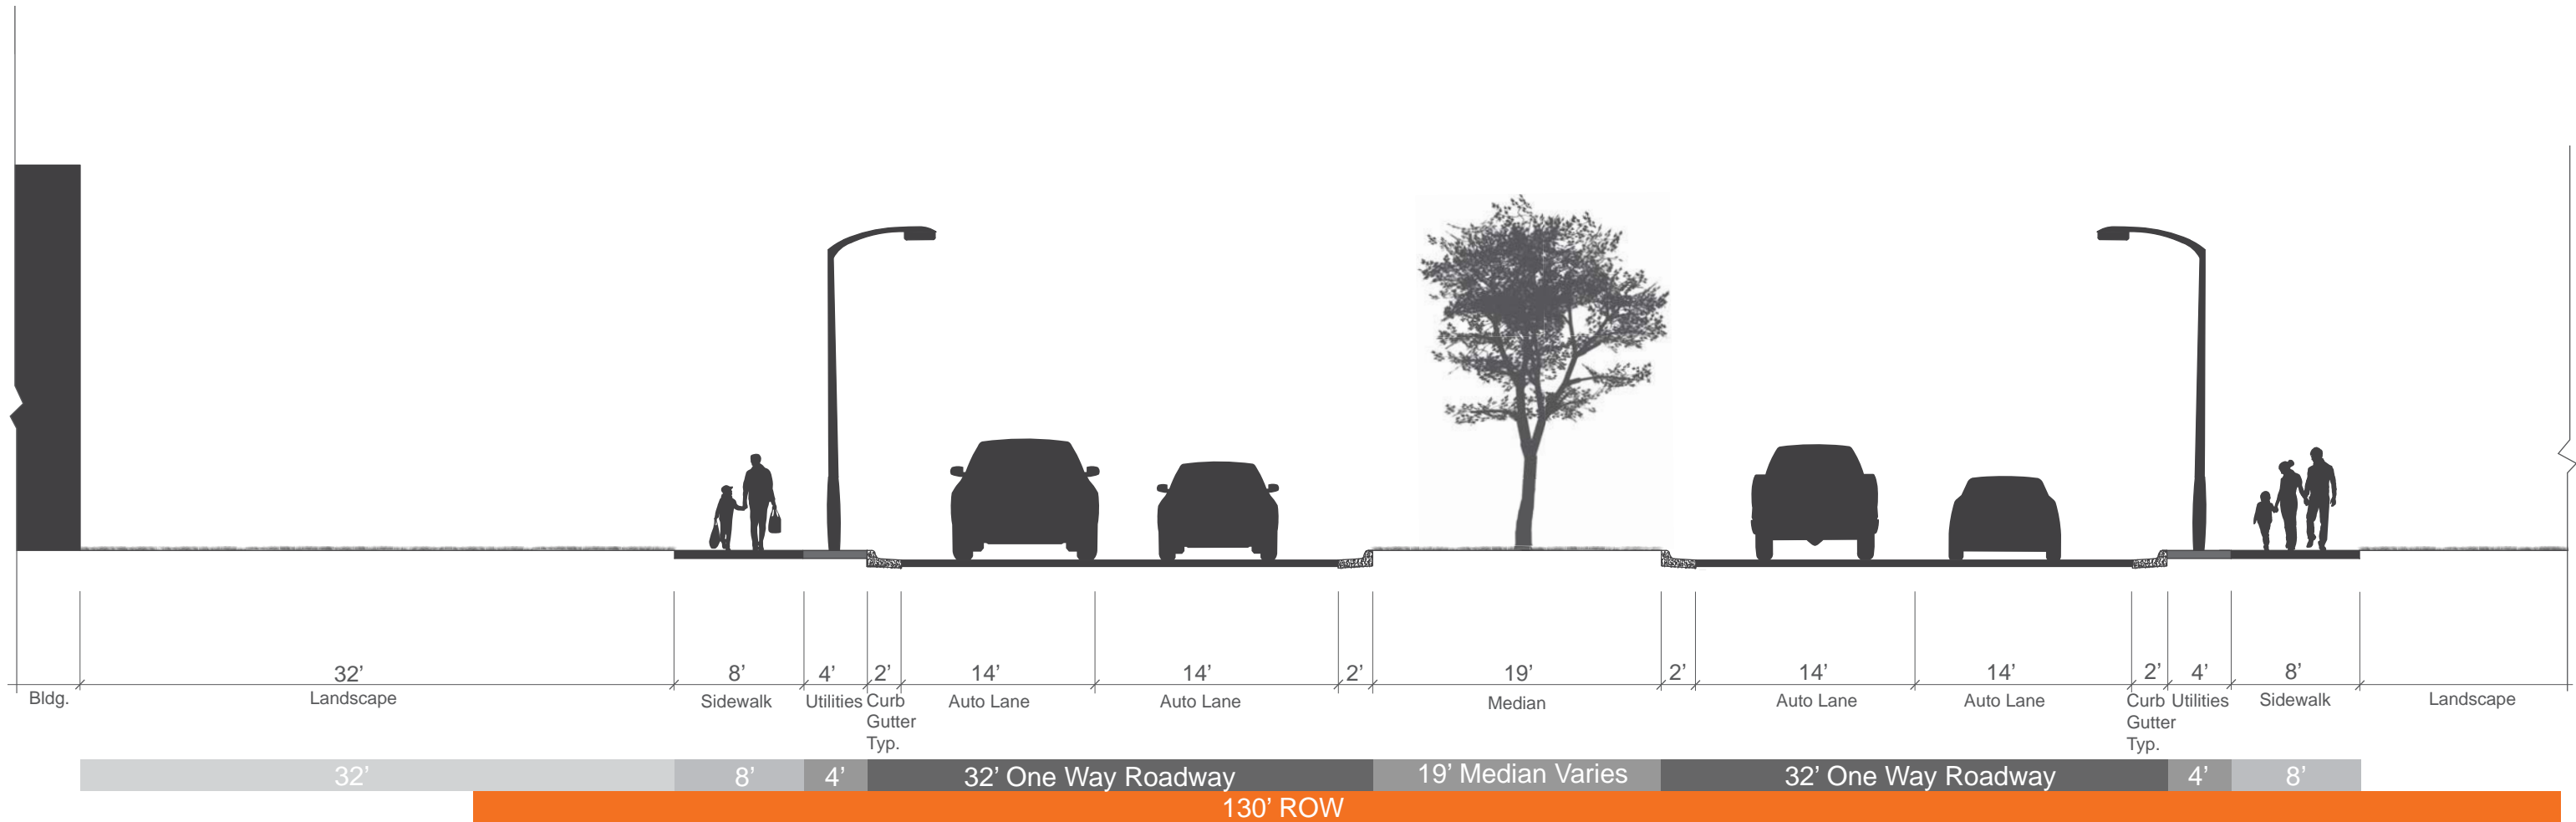 32’ 8’ 4’ 2’ 14’ 14’ 2’ 19’ 2’ 14’ 14’ 2’ 4’ 8’
Bldg. Landscape Sidewalk Utilities Curb Auto Lane Auto Lane Median Auto Lane Auto Lane Curb Utilities Sidewalk Landscape
Gutter Gutter
Typ. Typ.
32’ 8’ 4’ 32’ One Way Roadway 19’ Median Varies 32’ One Way Roadway 4’ 8’
130’ ROW